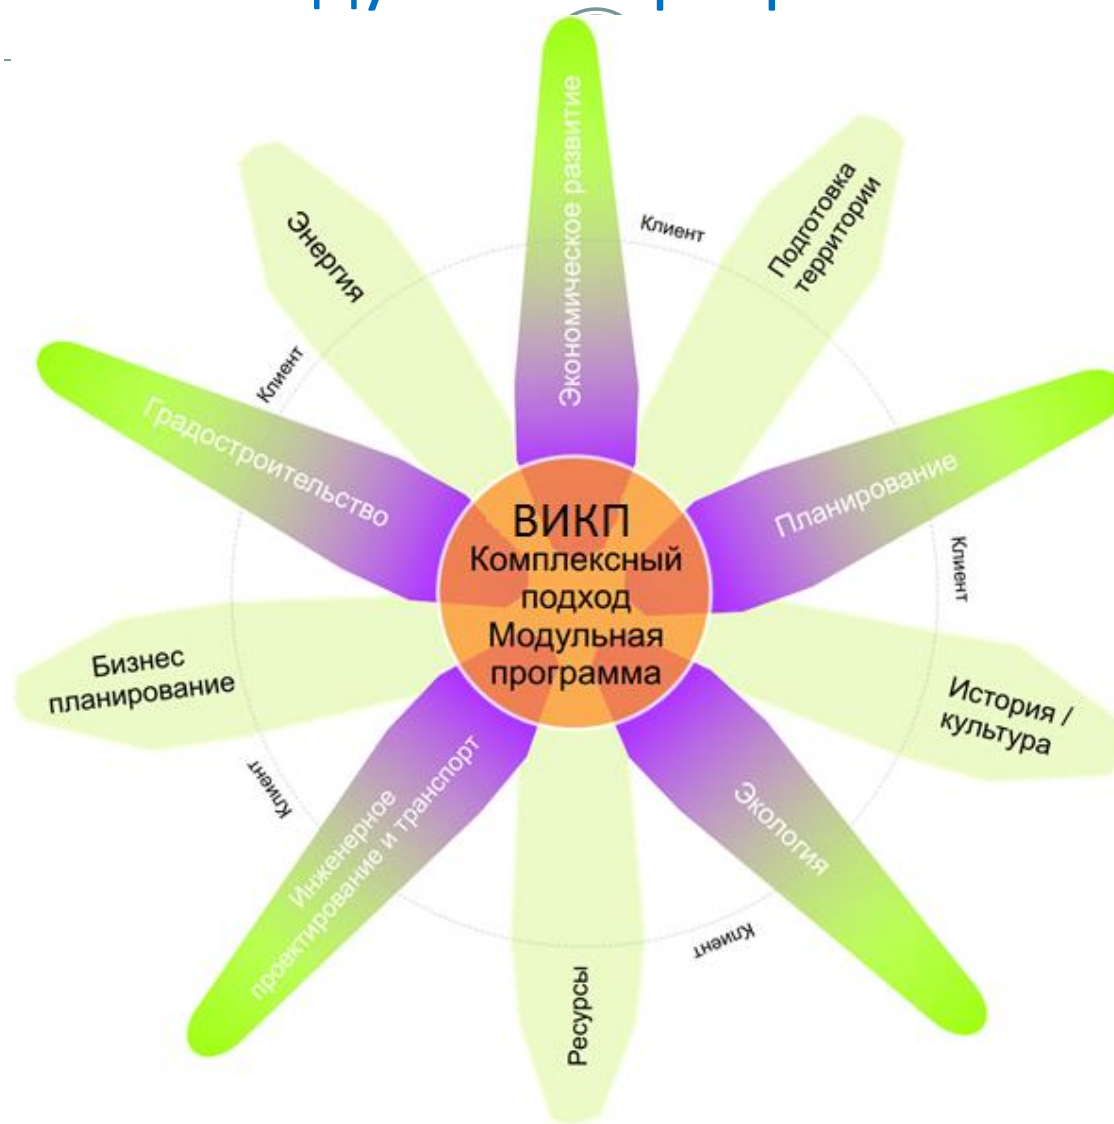 Экономическое развитие
Клиент
Подготовка
территории
Планирование
Клиент
История /
культура
Экология
Клиент
Ресурсы
Инженерное
проектирование и транспорт
Клиент
Бизнес
планирование
Градостроительство
Клиент
Энергия
ВИКП
Комплексный
подход
Модульная
программа